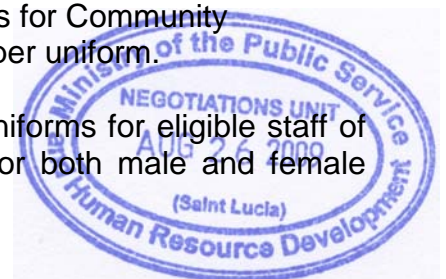 s for Community
per uniform.
niforms for eligible staff of
or both male and female
Ministry of the Public Service
NEGOTIATIONS UNIT
AUG 26 2009
(Saint Lucia)
Human Resource Development